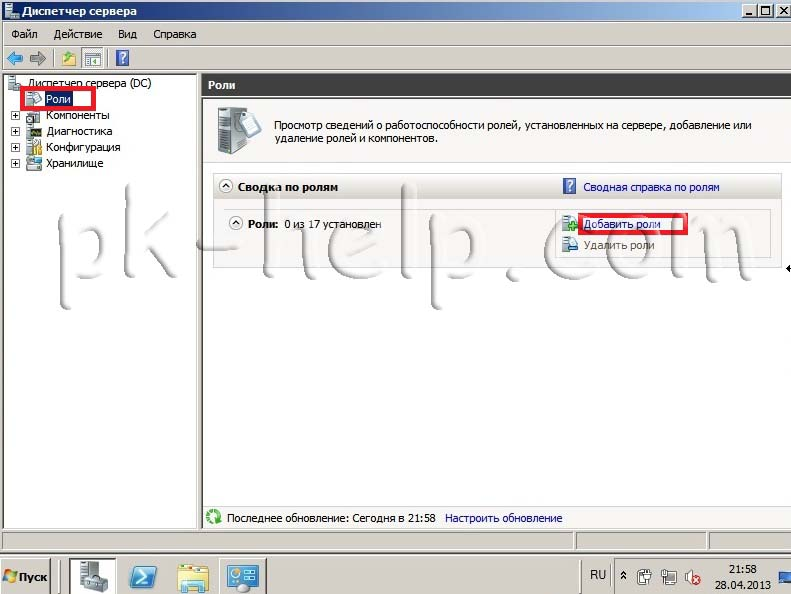 Диспетчер сервера
Файл Действие Вид Справка
Диспетчер сервера (DC)
Роли
Компоненты
Диагностика
Конфигурация
Хранилище
Роли
Просмотр сведений о работоспособности ролей, установленных на сервере, добавление или
удаление ролей и компонентов.
Сводка по ролям
Сводная справка по ролям
Роли: 0 из 17 установлен
Добавить роли
Удалить роли
pk-help.com
Последнее обновление: Сегодня в 21:58 Настроить обновление
Пуск
RU
21:58
28.04.2013